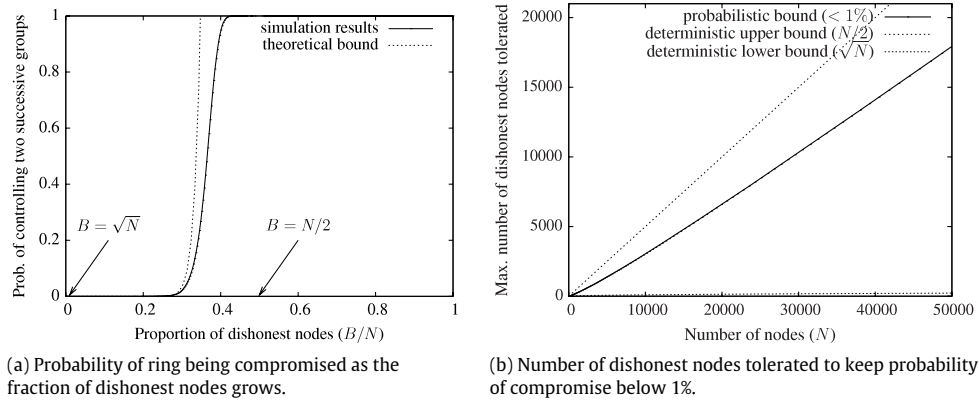 Prob. of controlling two successive groups
1
0.8
0.6
0.4
0.2
0
simulation results
theoretical bound
B = √N
B = N/2
0 0.2 0.4 0.6 0.8 1
Proportion of dishonest nodes (B/N)
(a) Probability of ring being compromised as the
fraction of dishonest nodes grows.
Max. number of dishonest nodes tolerated
20000
15000
10000
5000
0
probabilistic bound (< 1%)
deterministic upper bound (N/2)
deterministic lower bound (√N)
0 10000 20000 30000 40000 50000
Number of nodes (N)
(b) Number of dishonest nodes tolerated to keep probability
of compromise below 1%.